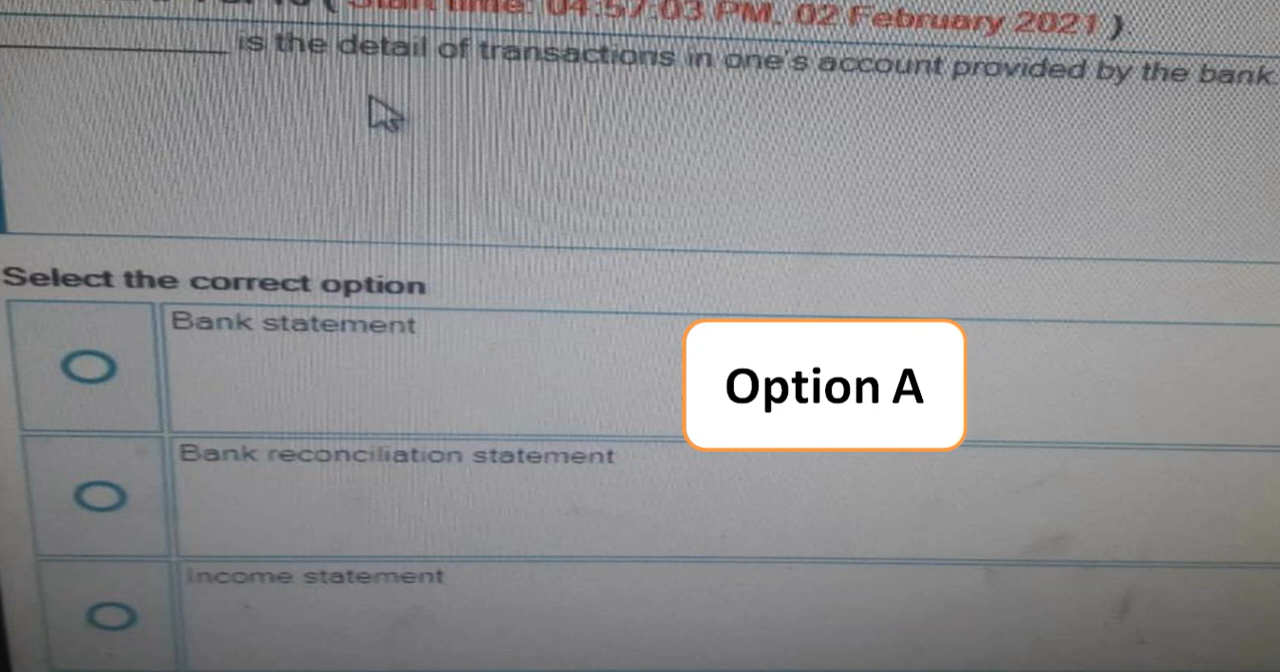 ( Start time: 04:57:03 PM, 02 February 2021 )
is the detail of transactions in one's account provided by the bank.
Select the correct option
Bank statement
Option A
Bank reconciliation statement
Income statement